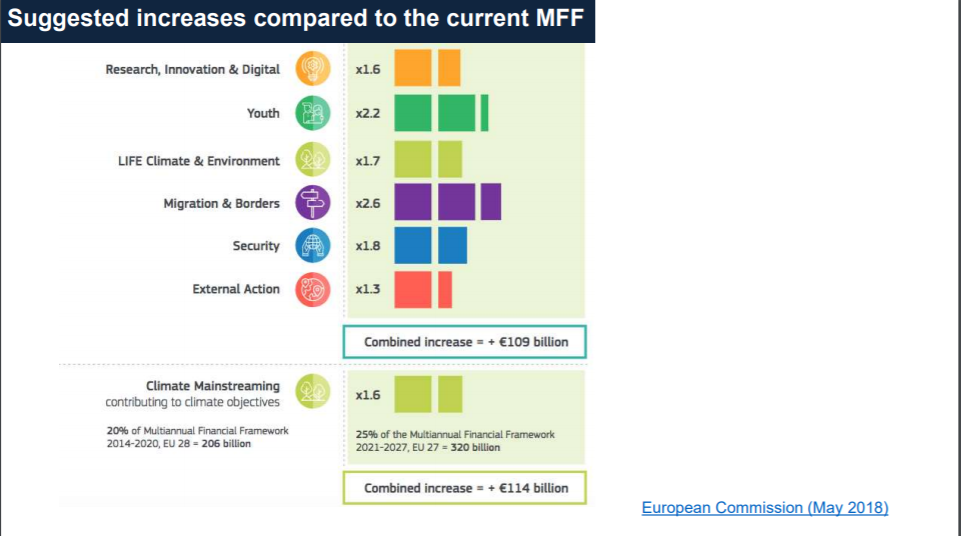 Suggested increases compared to the current MFF
Research, Innovation & Digital x1.6
Youth x2.2
LIFE Climate & Environment x1.7
Migration & Borders x2.6
Security x1.8
External Action x1.3
Combined increase = + €109 billion
Climate Mainstreaming
contributing to climate objectives
x1.6
20% of Multiannual Financial Framework
2014-2020, EU 28 = 206 billion
25% of the Multiannual Financial Framework
2021-2027, EU 27 = 320 billion
Combined increase = + €114 billion
European Commission (May 2018)